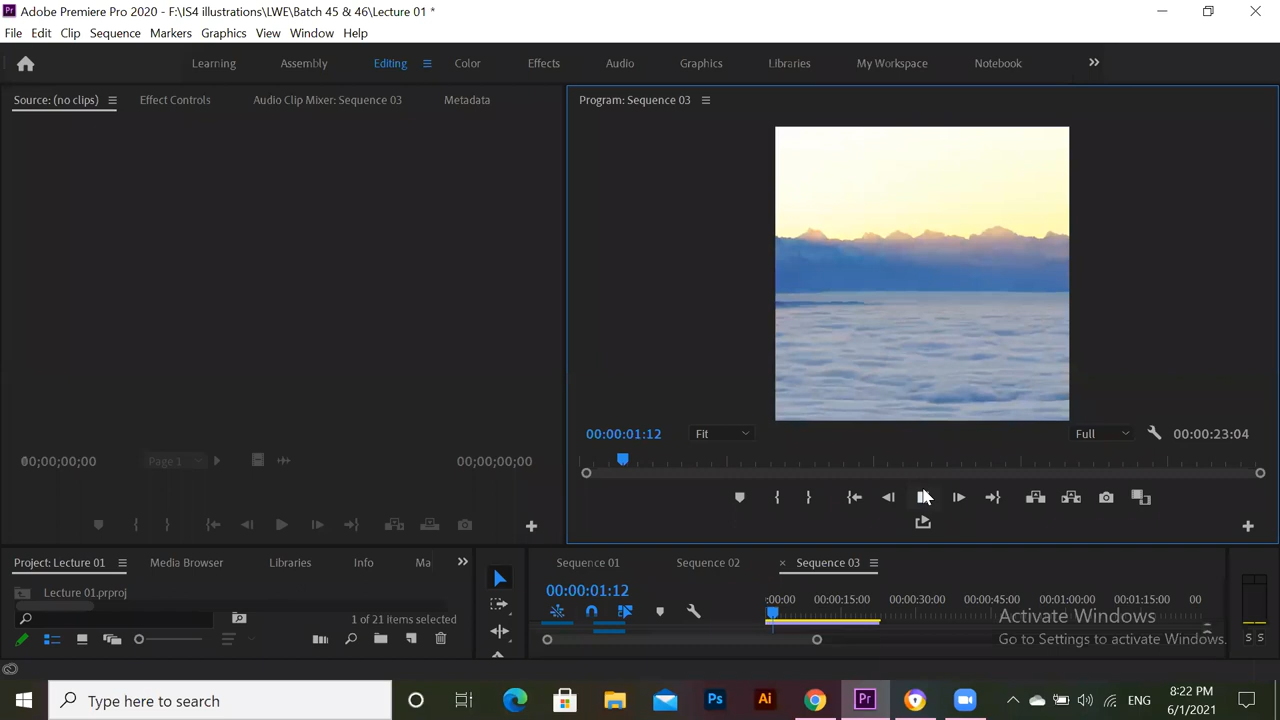 Pr Adobe Premiere Pro 2020 - F:\IS4 illustrations\LWE\Batch 45 & 46\Lecture 01 *
File Edit Clip Sequence Markers Graphics View Window Help
Learning Assembly Editing Color Effects Audio Graphics Libraries My Workspace Notebook
Source: (no clips) Effect Controls Audio Clip Mixer: Sequence 03 Metadata
Program: Sequence 03
00:00:01:12 Fit Full 00:00:23:04
00;00;00;00 Page 1 00;00;00;00
Project: Lecture 01 Media Browser Libraries Info Ma
Lecture 01.prproj
1 of 21 items selected
Sequence 01 Sequence 02 × Sequence 03
00:00:01:12
:00:00 00:00:15:00 00:00:30:00 00:00:45:00 00:01:00:00 00:01:15:00 00
S S
Activate Windows
Go to Settings to activate Windows.
Type here to search
Ps Ai Pr
ENG
8:22 PM
6/1/2021